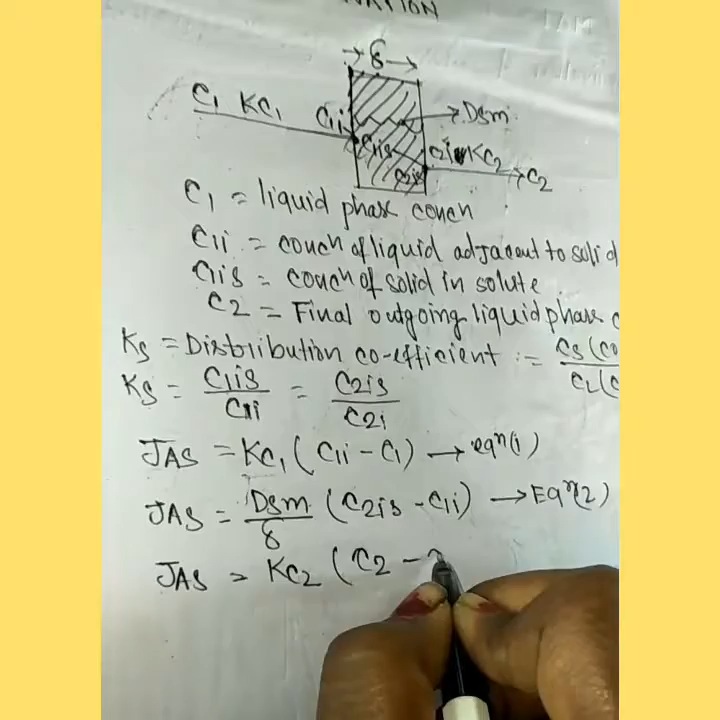 δ
C1 KC1 C1i → Dsm
C1is C2i KC2
C2is → C2
C1 = liquid phase concn
C1i = concn of liquid adjacent to solid
C1is = concn of solid in solute
C2 = Final outgoing liquid phase c
Ks = Distribution co-efficient :=
Ks = C1is / C1i = C2is / C2i
JAS = KC1 ( C1i - C1) → eqn(1)
JAS = Dsm / δ ( C2is - C1i) → Eqn(2)
JAS = KC2 ( C2 -